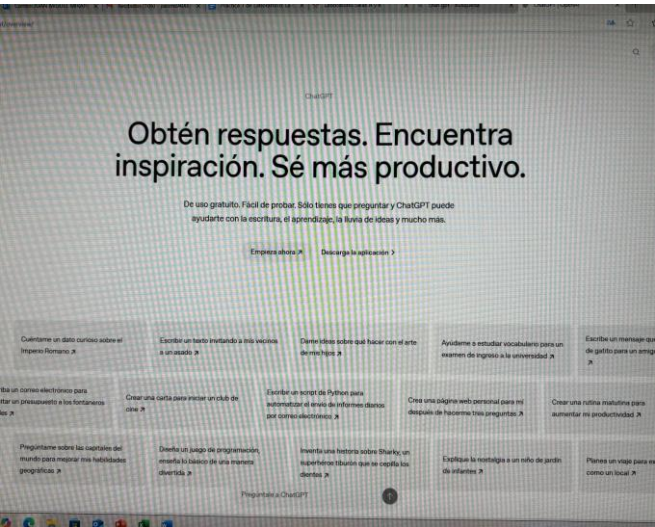 ChatGPT
Obtén respuestas. Encuentra
inspiración. Sé más productivo.
De uso gratuito. Fácil de probar. Solo tienes que preguntar y ChatGPT puede
ayudarte con la escritura, el aprendizaje, la lluvia de ideas y mucho más.
Empieza ahora ↗ Descarga la aplicación >
Cuéntame un dato curioso sobre el
Imperio Romano ↗
Escribir un texto invitando a mis vecinos
a un asado ↗
Dame ideas sobre qué hacer con el arte
de mis hijos ↗
Ayúdame a estudiar vocabulario para un
examen de ingreso a la universidad ↗
Escribe un mensaje que
de gatito para un amigo
↗
un correo electrónico para
un presupuesto a los fontaneros
↗
Crear una carta para iniciar un club de
cine ↗
Escribir un script de Python para
automatizar el envío de informes diarios
por correo electrónico ↗
Crea una página web personal para mí
después de hacerme tres preguntas ↗
Crear una rutina matutina para
aumentar mi productividad ↗
Pregúntame sobre las capitales del
mundo para mejorar mis habilidades
geográficas ↗
Diseña un juego de programación,
enseña lo básico de una manera
divertida ↗
Inventa una historia sobre Sharky, un
superhéroe tiburón que se cepilla los
dientes ↗
Explique la nostalgia a un niño de jardín
de infantes ↗
Planea un viaje para
como un local ↗
Pregúntale a ChatGPT